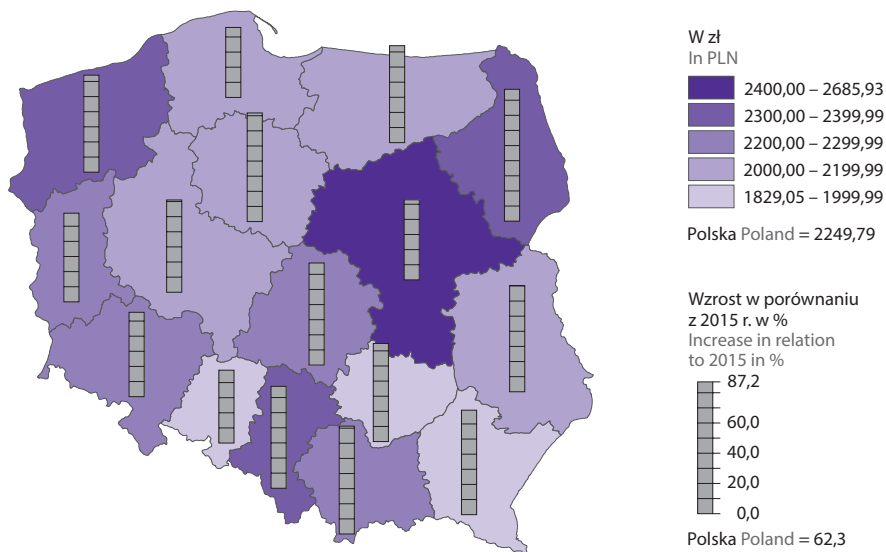 W zł
In PLN
2400,00 – 2685,93
2300,00 – 2399,99
2200,00 – 2299,99
2000,00 – 2199,99
1829,05 – 1999,99
Polska Poland = 2249,79
Wzrost w porównaniu
z 2015 r. w %
Increase in relation
to 2015 in %
87,2
60,0
40,0
20,0
0,0
Polska Poland = 62,3